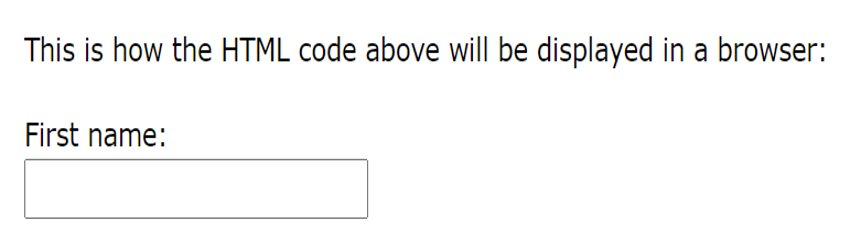 This is how the HTML code above will be displayed in a browser:
First name: